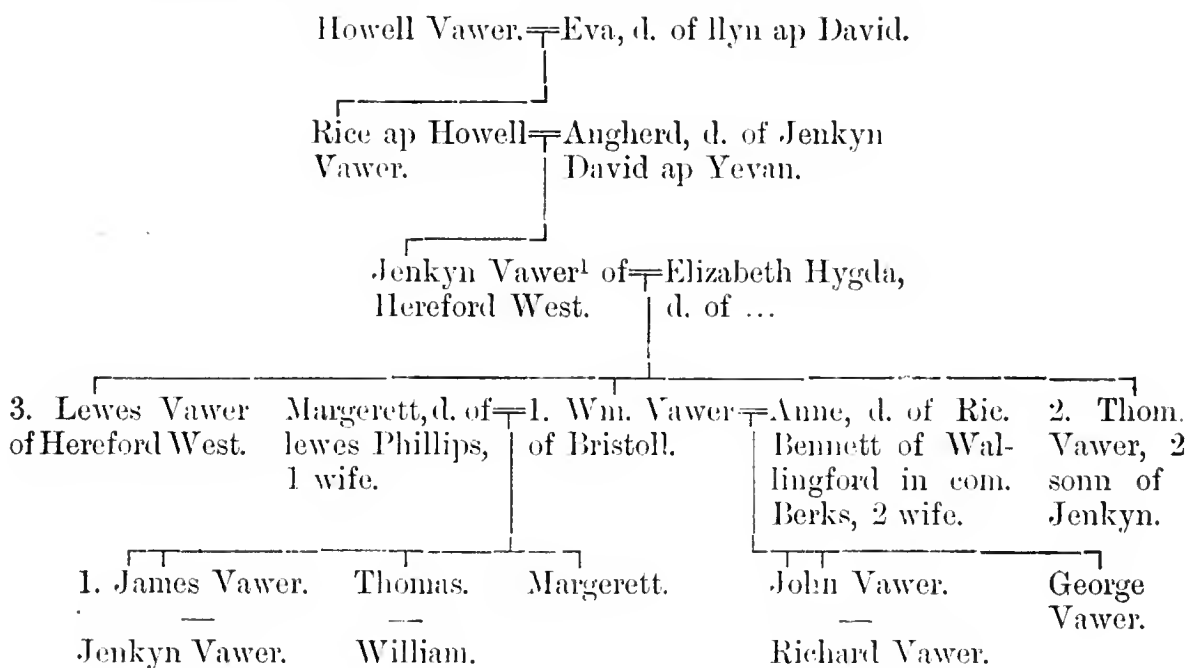 Howell Vawer.=Eva, d. of llyn ap David.
Rice ap Howell=Angherd, d. of Jenkyn
Vawer. David ap Yevan.
Jenkyn Vawer¹ of=Elizabeth Hygda,
Hereford West. d. of ...
3. Lewes Vawer
of Hereford West.
Margerett, d. of=
lewes Phillips,
1 wife.
1. Wm. Vawer=
of Bristoll.
Anne, d. of Ric.
Bennett of Wal-
lingford in com.
Berks, 2 wife.
2. Thom.
Vawer, 2
sonn of
Jenkyn.
1. James Vawer.
—
Jenkyn Vawer.
Thomas.
—
William.
Margerett.
John Vawer.
—
Richard Vawer.
George
Vawer.